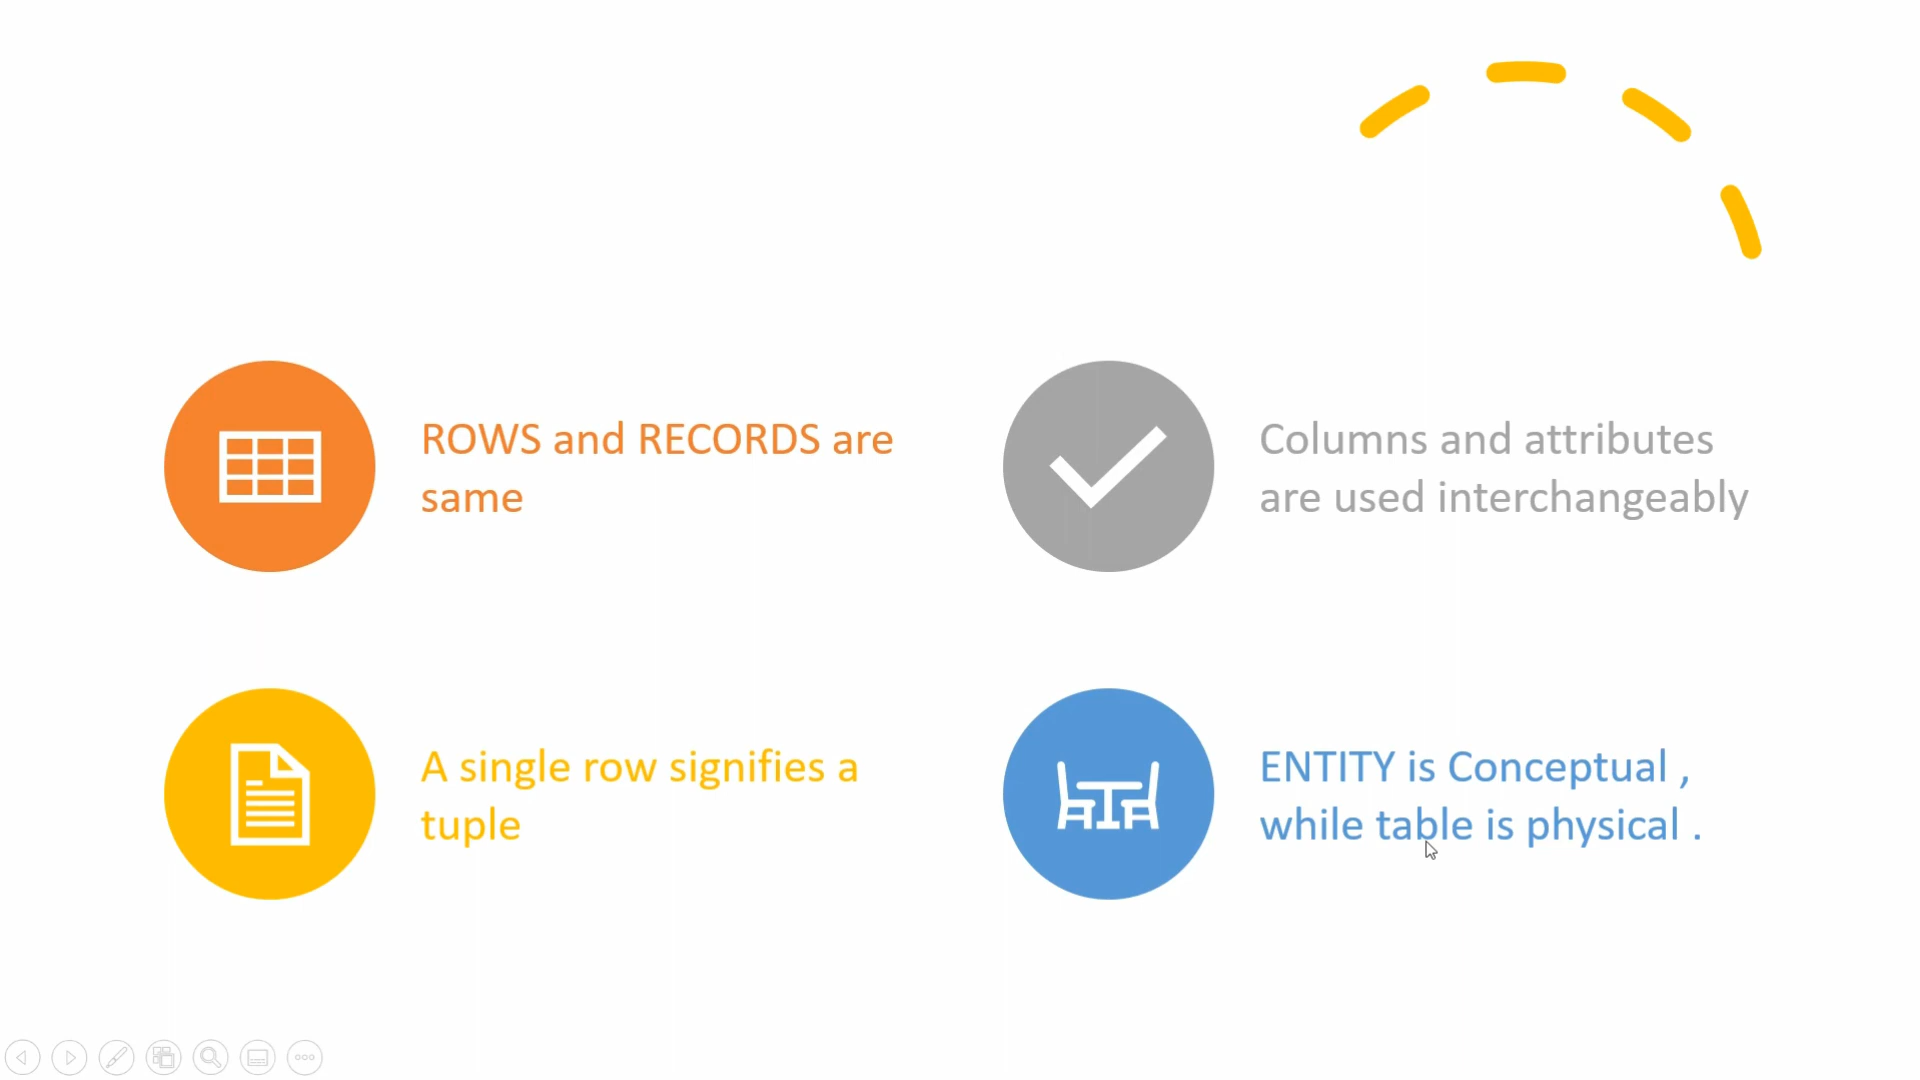 ROWS and RECORDS are
same
Columns and attributes
are used interchangeably
A single row signifies a
tuple
ENTITY is Conceptual ,
while table is physical .